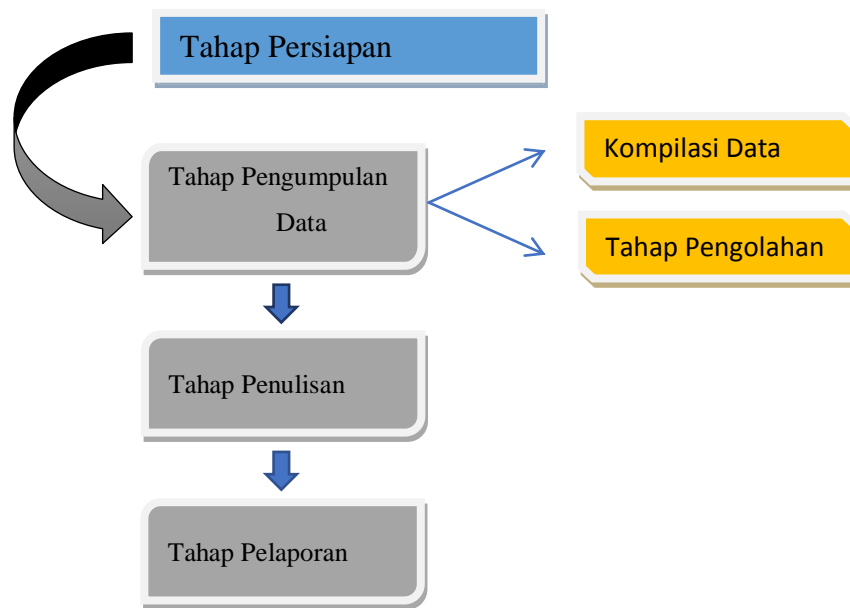 Tahap Persiapan
Tahap Pengumpulan
Data
Kompilasi Data
Tahap Pengolahan
Tahap Penulisan
Tahap Pelaporan